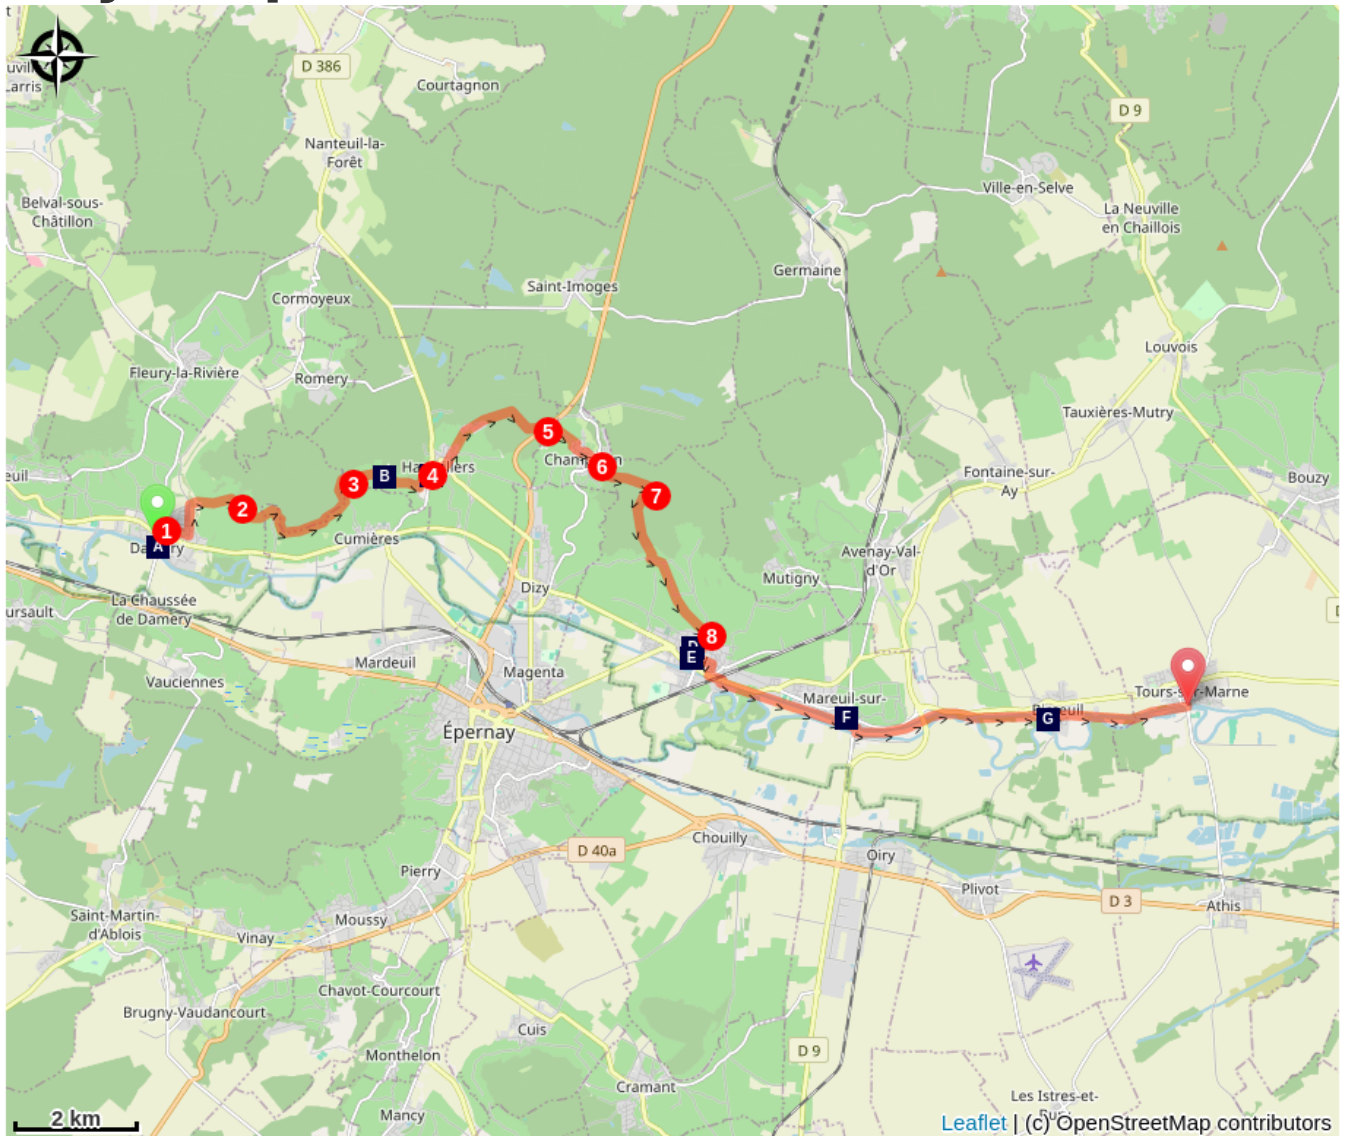 D 386
Courtagnon
D 9
Nanteuil-la-
Forêt
Ville-en-Selve
Belval-sous-
Châtillon
La Neuville
en Chaillois
Germaine
Saint-Imoges
Cormoyeux
Louvois
Fleury-la-Rivière
Romery
Tauxières-Mutry
5
6
4
B
3
7
Fontaine-sur-
Ay
Bouzy
2
1
A
Cumières
Avenay-Val-
d'Or
Mutigny
Dizy
La Chaussée
de Damery
8
E
Mardeuil
Magenta
Vauciennes
Mareuil-sur-
F
G
Tours-sur-Marne
Épernay
Chouilly
D 40a
Oiry
Pierry
Plivot
D 3
Athis
Saint-Martin-
d'Ablois
Moussy
Vinay
Chavot-Courcourt
Brugny-Vaudancourt
Cuis
Monthelon
D 9
Cramant
Les Istres-et-
Mancy
2 km
Leaflet | (c) OpenStreetMap contributors